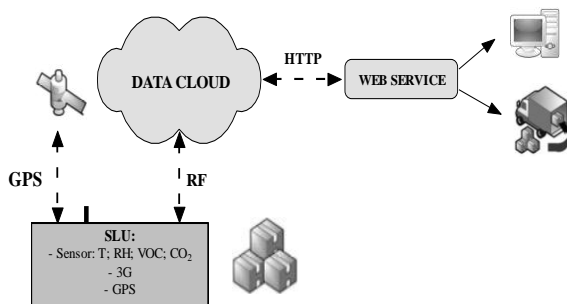 HTTP
DATA CLOUD
WEB SERVICE
GPS
RF
SLU:
- Sensor: T; RH; VOC; CO₂
- 3G
- GPS